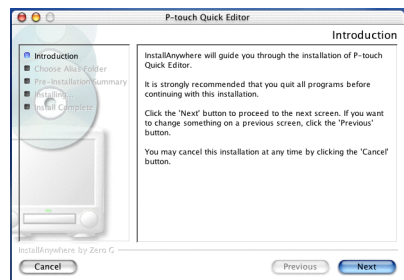 P-touch Quick Editor
Introduction
Introduction
Choose Alias Folder
Pre-Installation Summary
Installing...
Install Complete
InstallAnywhere will guide you through the installation of P-touch
Quick Editor.
It is strongly recommended that you quit all programs before
continuing with this installation.
Click the 'Next' button to proceed to the next screen. If you want
to change something on a previous screen, click the 'Previous'
button.
You may cancel this installation at any time by clicking the 'Cancel'
button.
InstallAnywhere by Zero G
Cancel
Previous
Next